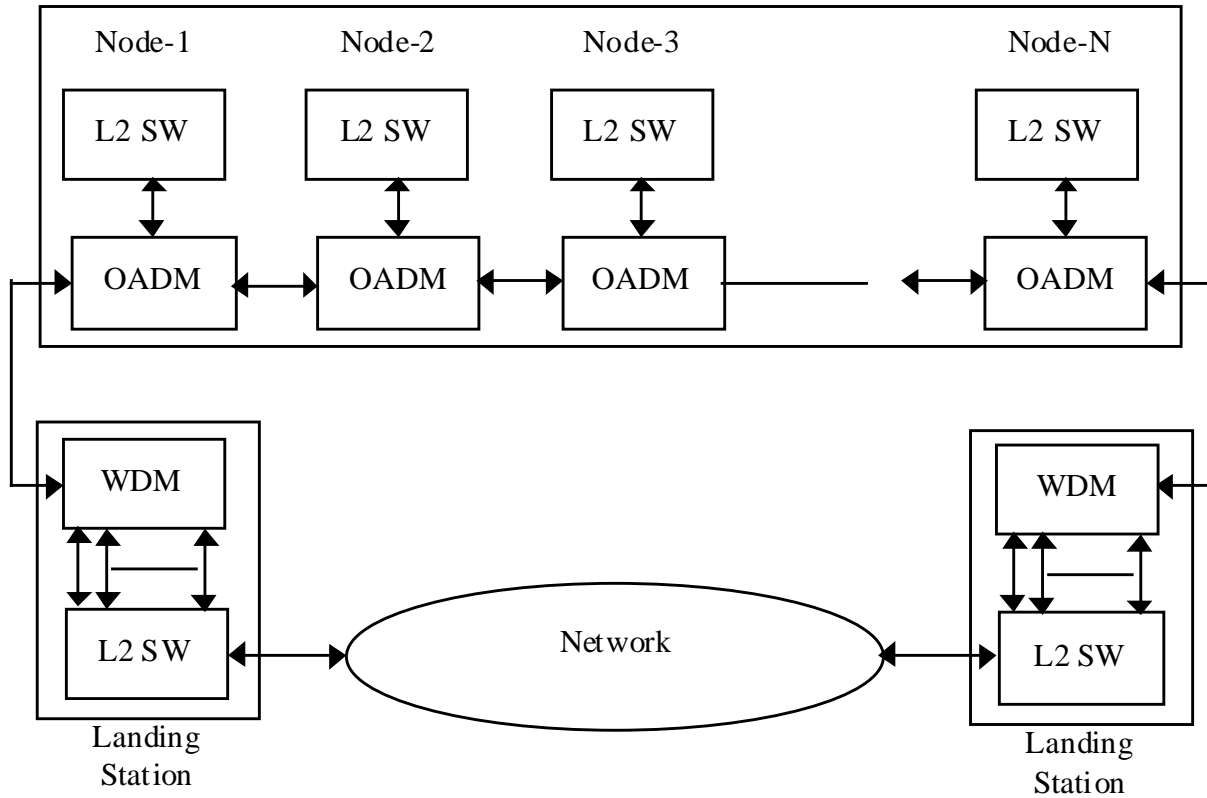 Node-1
Node-2
Node-3
Node-N
L2 SW
L2 SW
L2 SW
L2 SW
OADM
OADM
OADM
OADM
WDM
WDM
L2 SW
Network
L2 SW
Landing
Station
Landing
Station